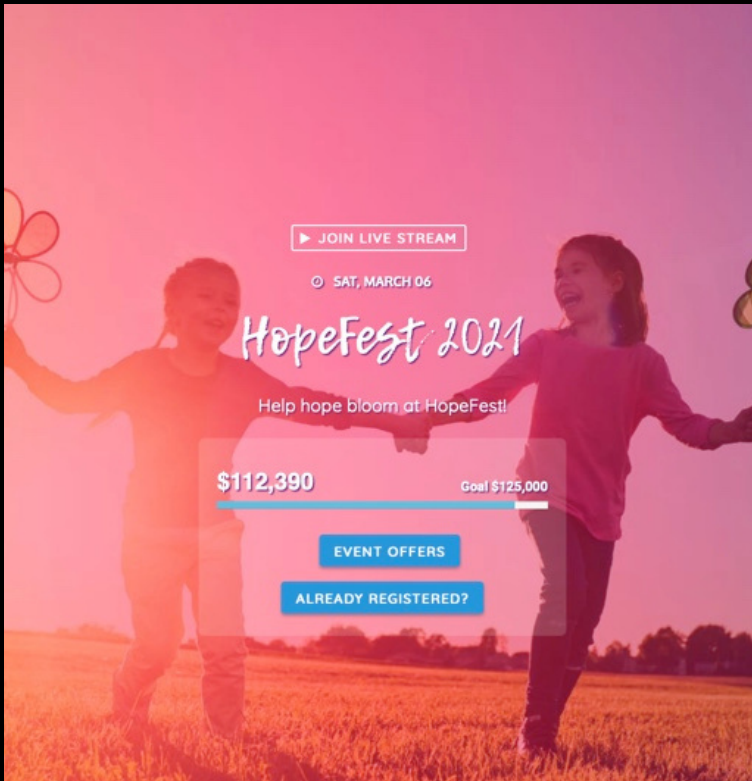 ▶ JOIN LIVE STREAM
SAT, MARCH 06
HopeFest 2021
Help hope bloom at HopeFest!
$112,390 Goal $125,000
EVENT OFFERS
ALREADY REGISTERED?